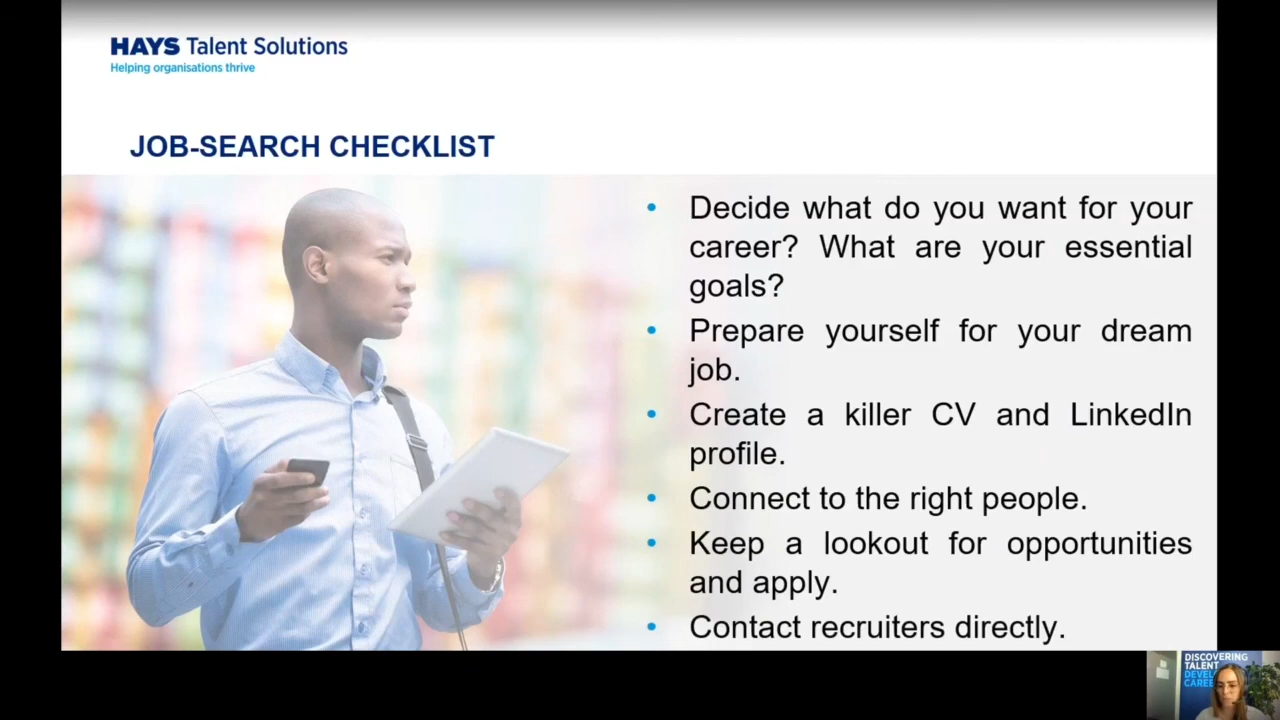 HAYS Talent Solutions
Helping organisations thrive
JOB-SEARCH CHECKLIST
• Decide what do you want for your
career? What are your essential
goals?
• Prepare yourself for your dream
job.
• Create a killer CV and LinkedIn
profile.
• Connect to the right people.
• Keep a lookout for opportunities
and apply.
• Contact recruiters directly.
DISCOVERING
TALENT